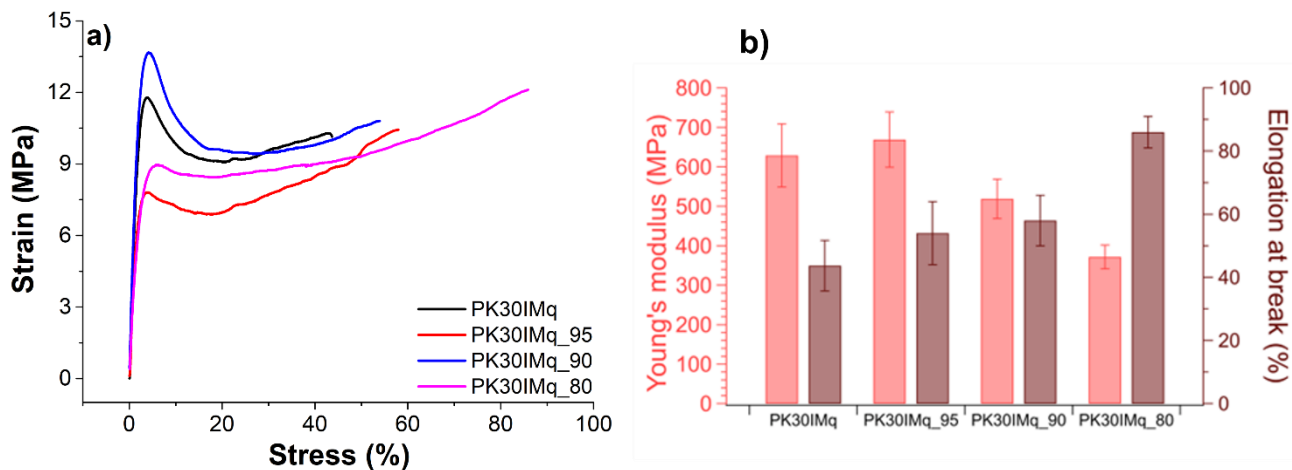 a)
15
12
9
6
3
0
Strain (MPa)
0 20 40 60 80 100
Stress (%)
PK30IMq
PK30IMq_95
PK30IMq_90
PK30IMq_80
b)
800
700
600
500
400
300
200
100
0
Young's modulus (MPa)
100
80
60
40
20
0
Elongation at break (%)
PK30IMq PK30IMq_95 PK30IMq_90 PK30IMq_80